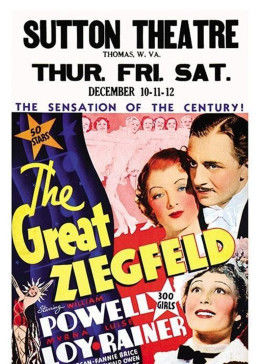 SUTTON THEATRE
THOMAS, W. VA.
THUR. FRI. SAT.
DECEMBER 10-11-12
THE SENSATION OF THE CENTURY!
50
STARS
The
Great
ZIEGFELD
Starring WILLIAM
POWELL
300
GIRLS
MYRNA LUISE
LOY RAINER
FANNIE BRICE